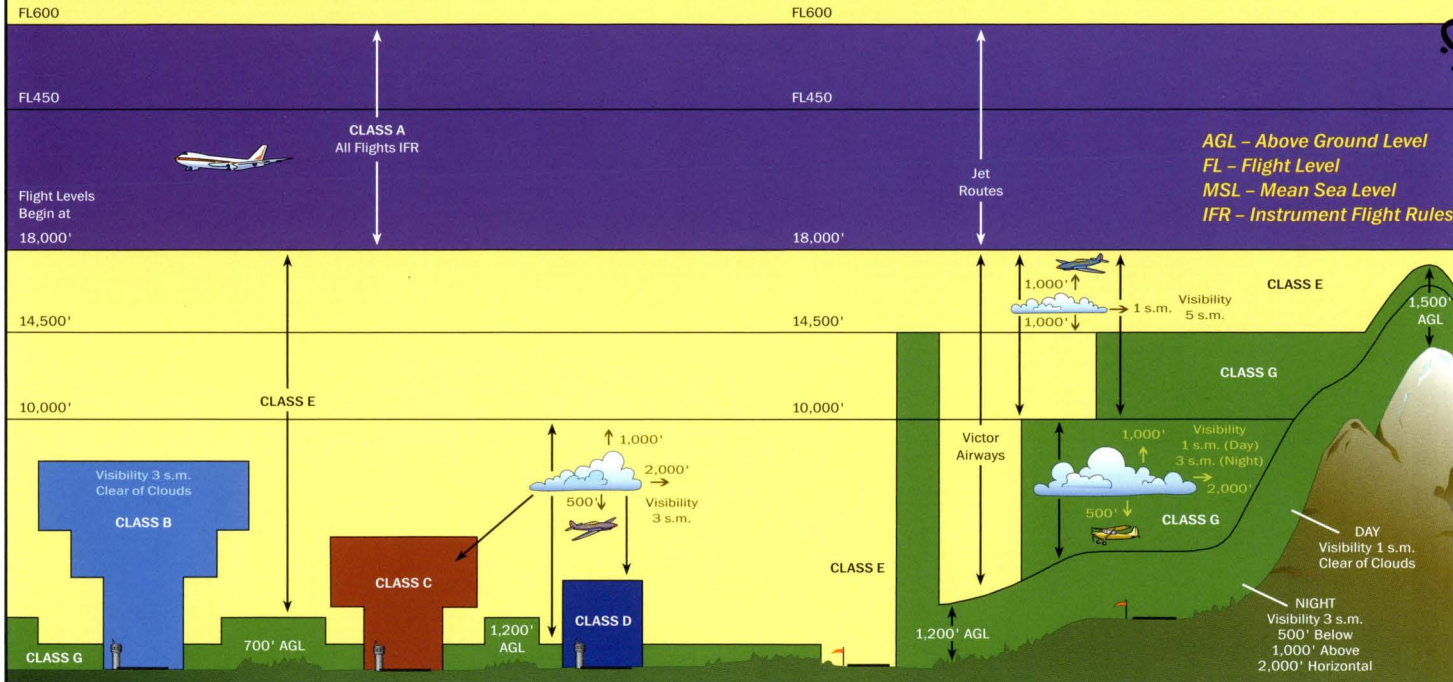 FL600
FL600
FL450
FL450
CLASS A
All Flights IFR
Jet
Routes
AGL – Above Ground Level
FL – Flight Level
MSL – Mean Sea Level
IFR – Instrument Flight Rules
Flight Levels
Begin at
18,000'
18,000'
1,000'
1 s.m.
Visibility
5 s.m.
1,000'
CLASS E
1,500'
AGL
14,500'
14,500'
CLASS G
CLASS E
10,000'
10,000'
Victor
Airways
1,000'
2,000'
500'
Visibility
3 s.m.
Visibility 3 s.m.
Clear of Clouds
CLASS B
1,000'
Visibility
1 s.m. (Day)
3 s.m. (Night)
2,000'
500'
CLASS G
DAY
Visibility 1 s.m.
Clear of Clouds
CLASS C
CLASS E
CLASS D
NIGHT
Visibility 3 s.m.
500' Below
1,000' Above
2,000' Horizontal
CLASS G
700' AGL
1,200'
AGL
1,200' AGL